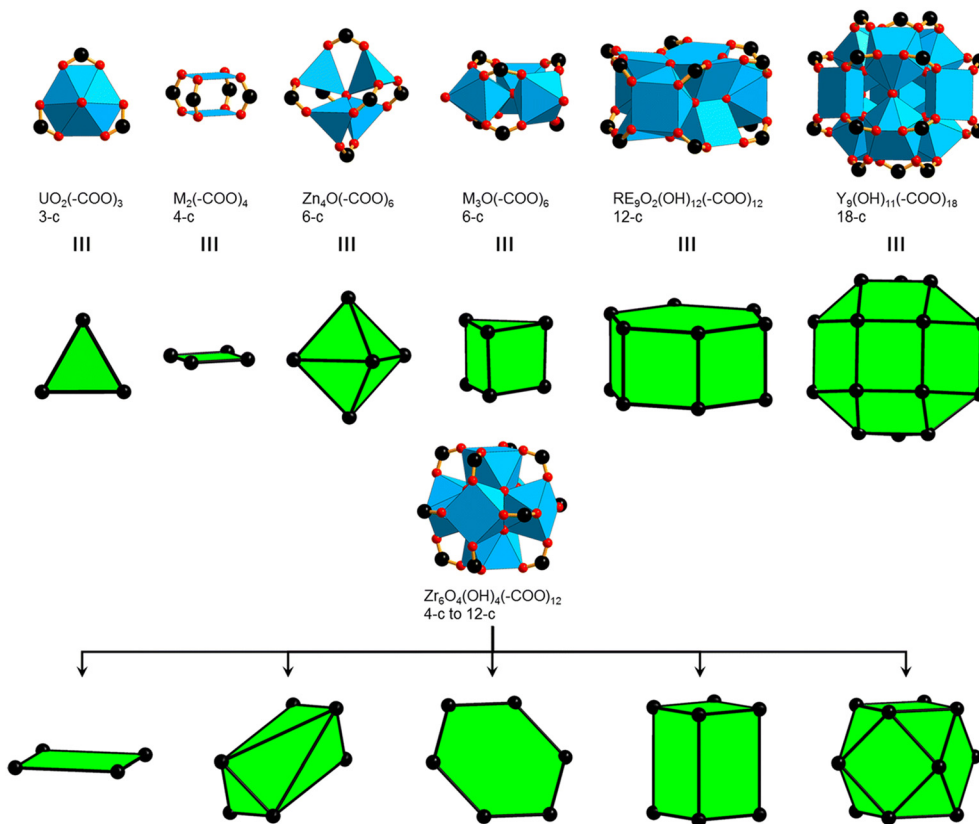 UO₂(-COO)₃
3-c
M₂(-COO)₄
4-c
Zn₄O(-COO)₆
6-c
M₃O(-COO)₆
6-c
RE₉O₂(OH)₁₂(-COO)₁₂
12-c
Y₉(OH)₁₁(-COO)₁₈
18-c
Zr₆O₄(OH)₄(-COO)₁₂
4-c to 12-c